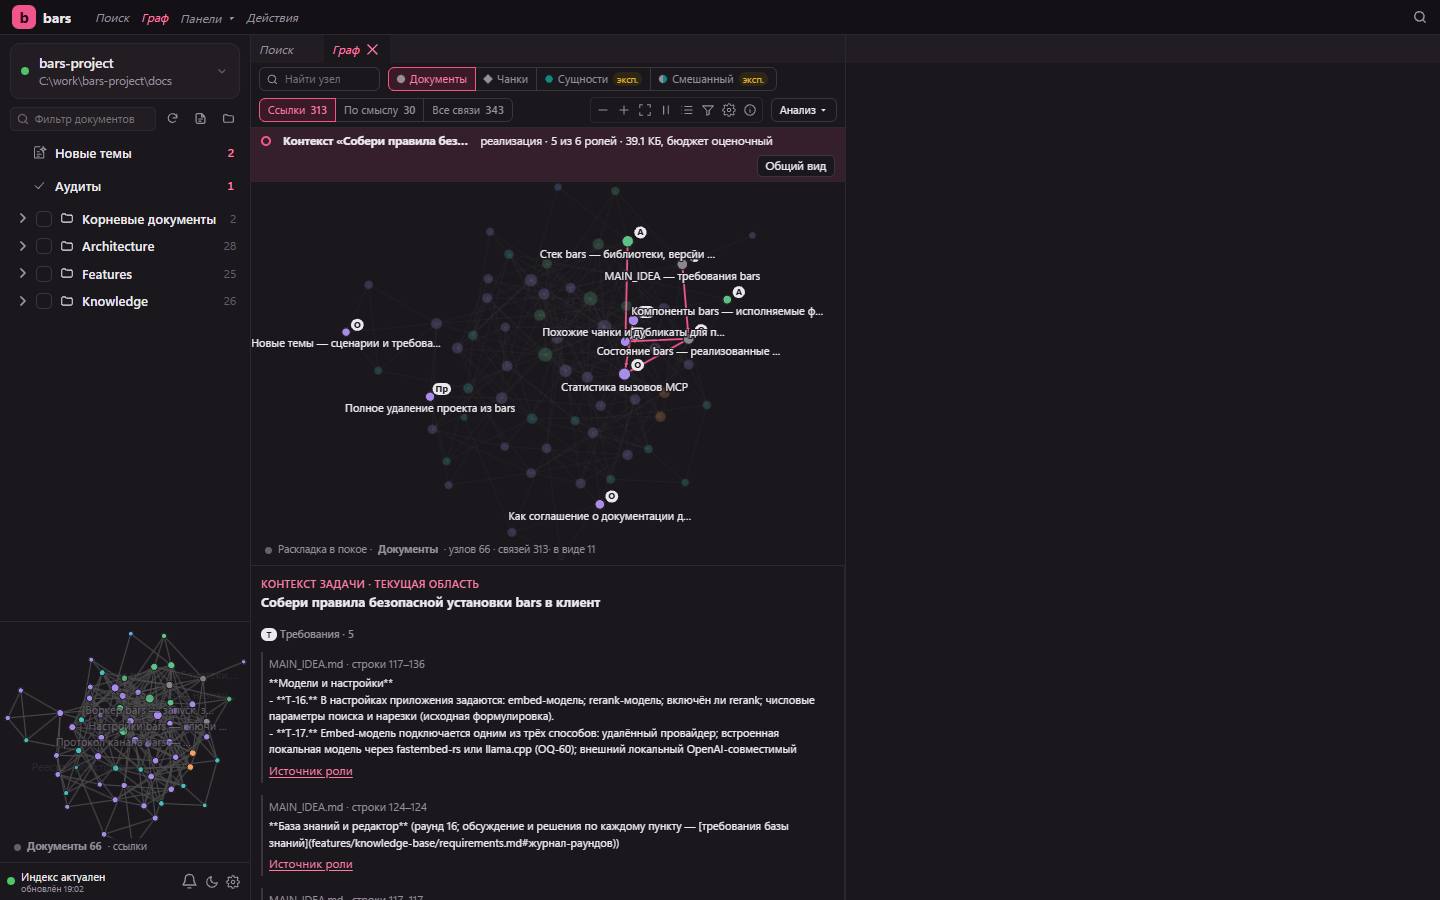 b bars Поиск Граф Панели Действия
bars-project
C:\work\bars-project\docs
Фильтр документов
Новые темы 2
Аудиты 1
Корневые документы 2
Architecture 28
Features 25
Knowledge 26
Документы 66 · ссылки
Индекс актуален
обновлён 19:02
Поиск Граф
Найти узел Документы Чанки Сущности эксп. Смешанный эксп.
Ссылки 313 По смыслу 30 Все связи 343 Анализ
Контекст «Собери правила без... реализация · 5 из 6 ролей · 39.1 КБ, бюджет оценочный
Общий вид
А
Стек bars — библиотеки, версии ...
MAIN_IDEA — требования bars
А
Компоненты bars — исполняемые ф...
О
Новые темы — сценарии и требова...
Похожие чанки и дубликаты для п...
Состояние bars — реализованные ...
О
Статистика вызовов MCP
Пр
Полное удаление проекта из bars
О
Как соглашение о документации д...
Раскладка в покое · Документы · узлов 66 · связей 313 · в виде 11
КОНТЕКСТ ЗАДАЧИ · ТЕКУЩАЯ ОБЛАСТЬ
Собери правила безопасной установки bars в клиент
Т Требования · 5
MAIN_IDEA.md · строки 117–136
**Модели и настройки**
- **Т-16.** В настройках приложения задаются: embed-модель; rerank-модель; включён ли rerank; числовые
параметры поиска и нарезки (исходная формулировка).
- **Т-17.** Embed-модель подключается одним из трёх способов: удалённый провайдер; встроенная
локальная модель через fastembed-rs или llama.cpp (OQ-60); внешний локальный OpenAI-совместимый
Источник роли
MAIN_IDEA.md · строки 124–124
**База знаний и редактор** (раунд 16; обсуждение и решения по каждому пункту — [требования базы
знаний](features/knowledge-base/requirements.md#журнал-раундов))
Источник роли
MAIN_IDEA.md · строки 117–117